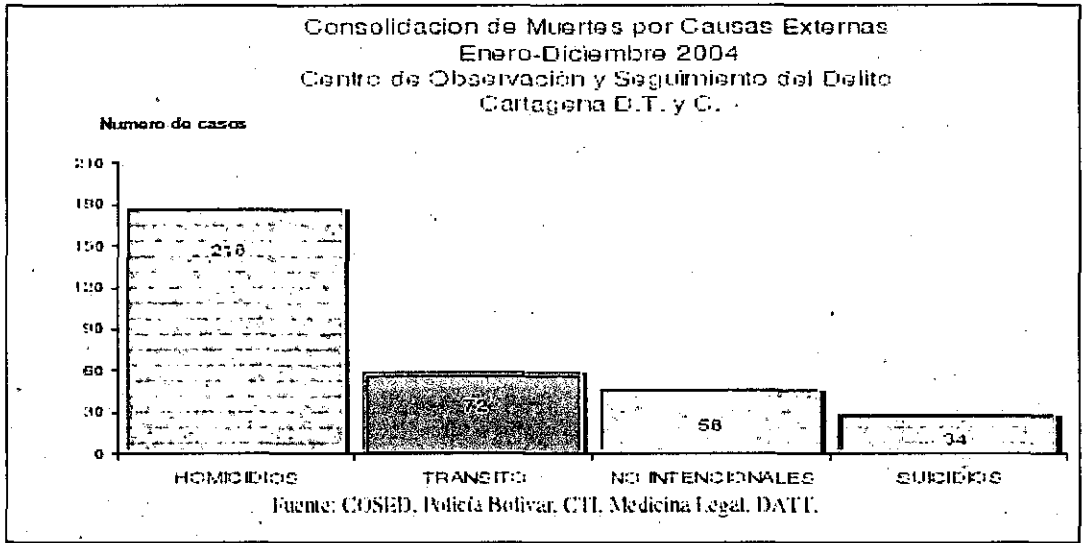 Consolidacion de Muertes por Causas Externas
Enero-Diciembre 2004
Centro de Observación y Seguimiento del Delito
Cartagena D.T. y C.
Numero de casos
210
180
150
120
90
60
30
0
72
58
34
HOMICIDIOS
TRANSITO
NO INTENCIONALES
SUICIDIOS
Fuente: COSED, Policía Bolívar, CTI, Medicina Legal, DATT.